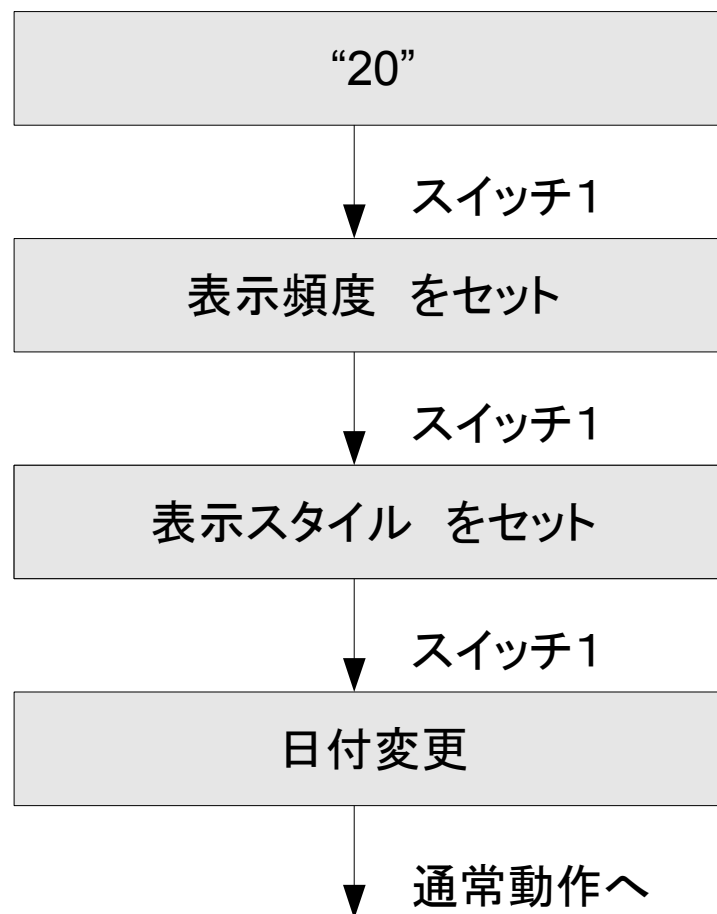 “20”
スイッチ１
表示頻度　をセット
スイッチ１
表示スタイル　をセット
スイッチ１
日付変更
通常動作へ